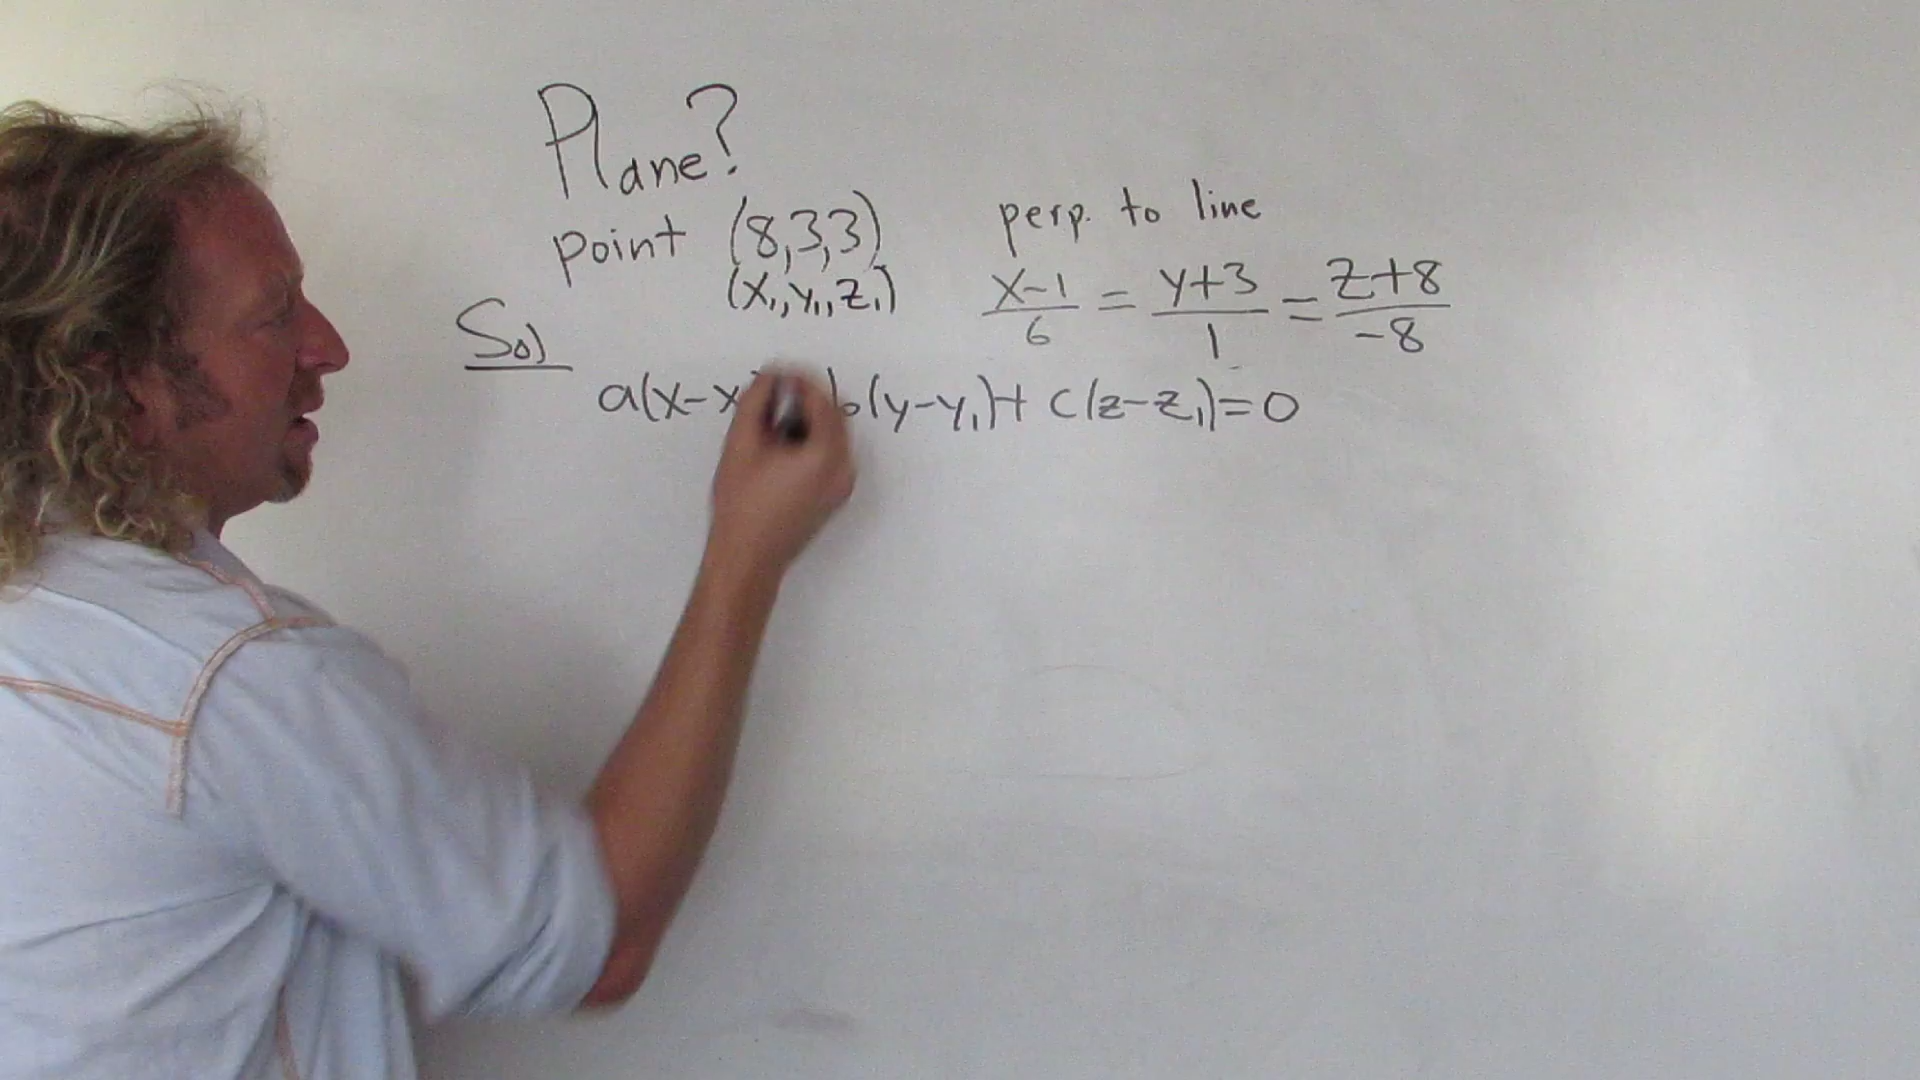 Plane?
point (8,3,3)
(x₁,y₁,z₁)
perp. to line
x-1/6 = y+3/1 = z+8/-8
Sol
a(x-x b(y-y₁)+ c(z-z₁)=0